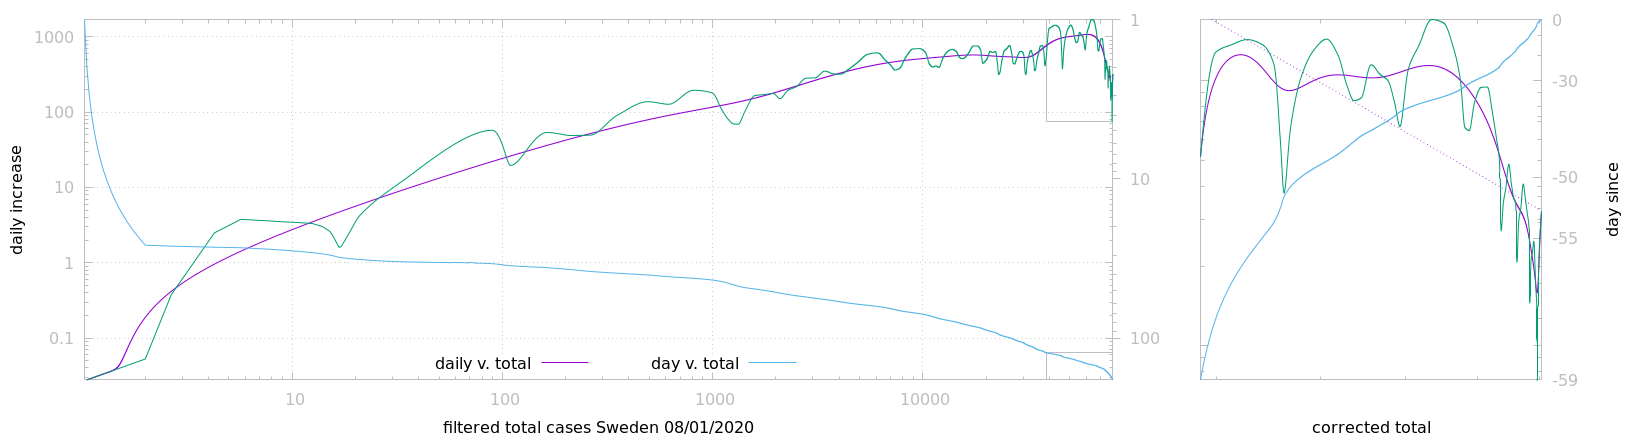 1000
100
10
1
0.1
daily increase
daily v. total
day v. total
10
100
1000
10000
filtered total cases Sweden 08/01/2020
1
10
100
0
-30
-50
-55
-59
day since
corrected total